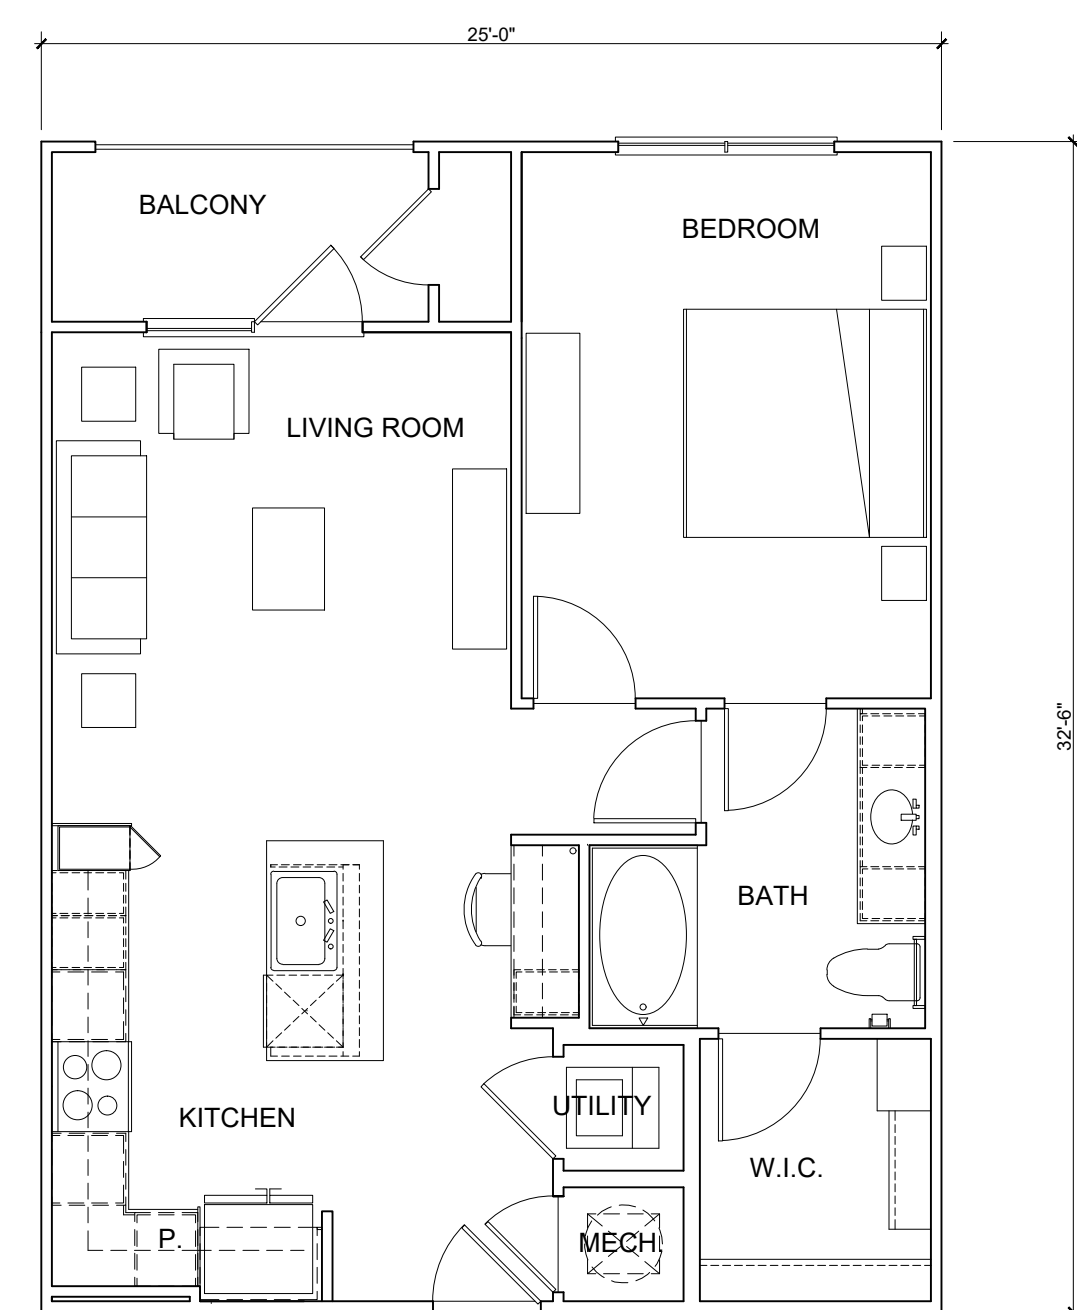 25'-0"
BALCONY
BEDROOM
LIVING ROOM
32'-6"
BATH
KITCHEN
UTILITY
W.I.C.
P.
MECH.